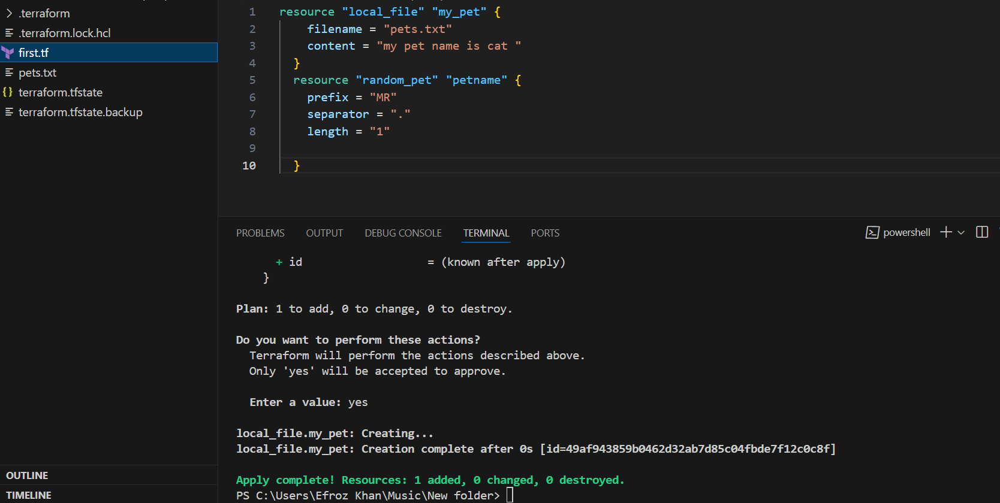 .terraform
.terraform.lock.hcl
first.tf
pets.txt
terraform.tfstate
terraform.tfstate.backup
OUTLINE
TIMELINE
1 resource "local_file" "my_pet" {
2 filename = "pets.txt"
3 content = "my pet name is cat "
4 }
5 resource "random_pet" "petname" {
6 prefix = "MR"
7 separator = "."
8 length = "1"
9
10 }
PROBLEMS OUTPUT DEBUG CONSOLE TERMINAL PORTS powershell
+ id = (known after apply)
}
Plan: 1 to add, 0 to change, 0 to destroy.
Do you want to perform these actions?
Terraform will perform the actions described above.
Only 'yes' will be accepted to approve.
Enter a value: yes
local_file.my_pet: Creating...
local_file.my_pet: Creation complete after 0s [id=49af943859b0462d32ab7d85c04fbde7f12c0c8f]
Apply complete! Resources: 1 added, 0 changed, 0 destroyed.
PS C:\Users\Efroz Khan\Music\New folder>